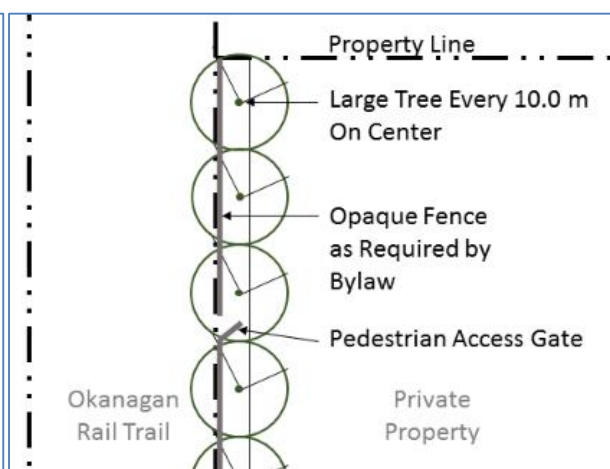 Property Line
Large Tree Every 10.0 m
On Center
Opaque Fence
as Required by
Bylaw
Pedestrian Access Gate
Okanagan
Rail Trail
Private
Property